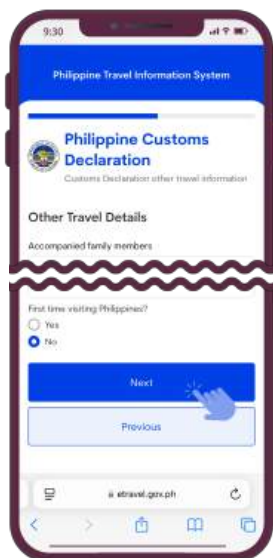 9:30
Philippine Travel Information System
Philippine Customs
Declaration
Customs Declaration other travel information
Other Travel Details
Accompanied family members
First time visiting Philippines?
Yes
No
Next
Previous
etravel.gov.ph